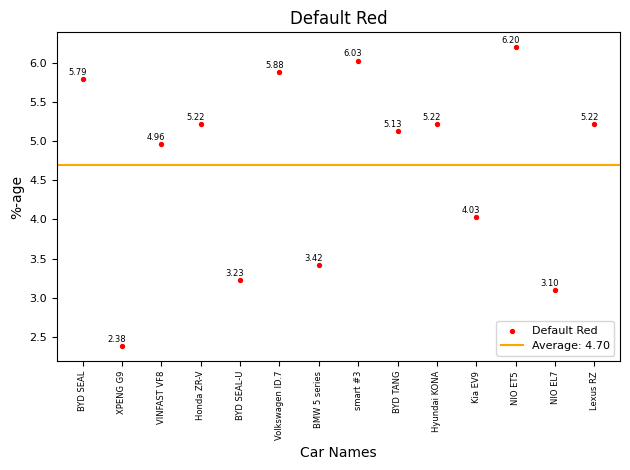 Default Red
%-age
6.0
5.5
5.0
4.5
4.0
3.5
3.0
2.5
5.79
2.38
4.96
5.22
3.23
5.88
3.42
6.03
5.13
5.22
4.03
6.20
3.10
5.22
Default Red
Average: 4.70
BYD SEAL
XPENG G9
VINFAST VF8
Honda ZR-V
BYD SEAL-U
Volkswagen ID.7
BMW 5 series
smart #3
BYD TANG
Hyundai KONA
Kia EV9
NIO ET5
NIO EL7
Lexus RZ
Car Names